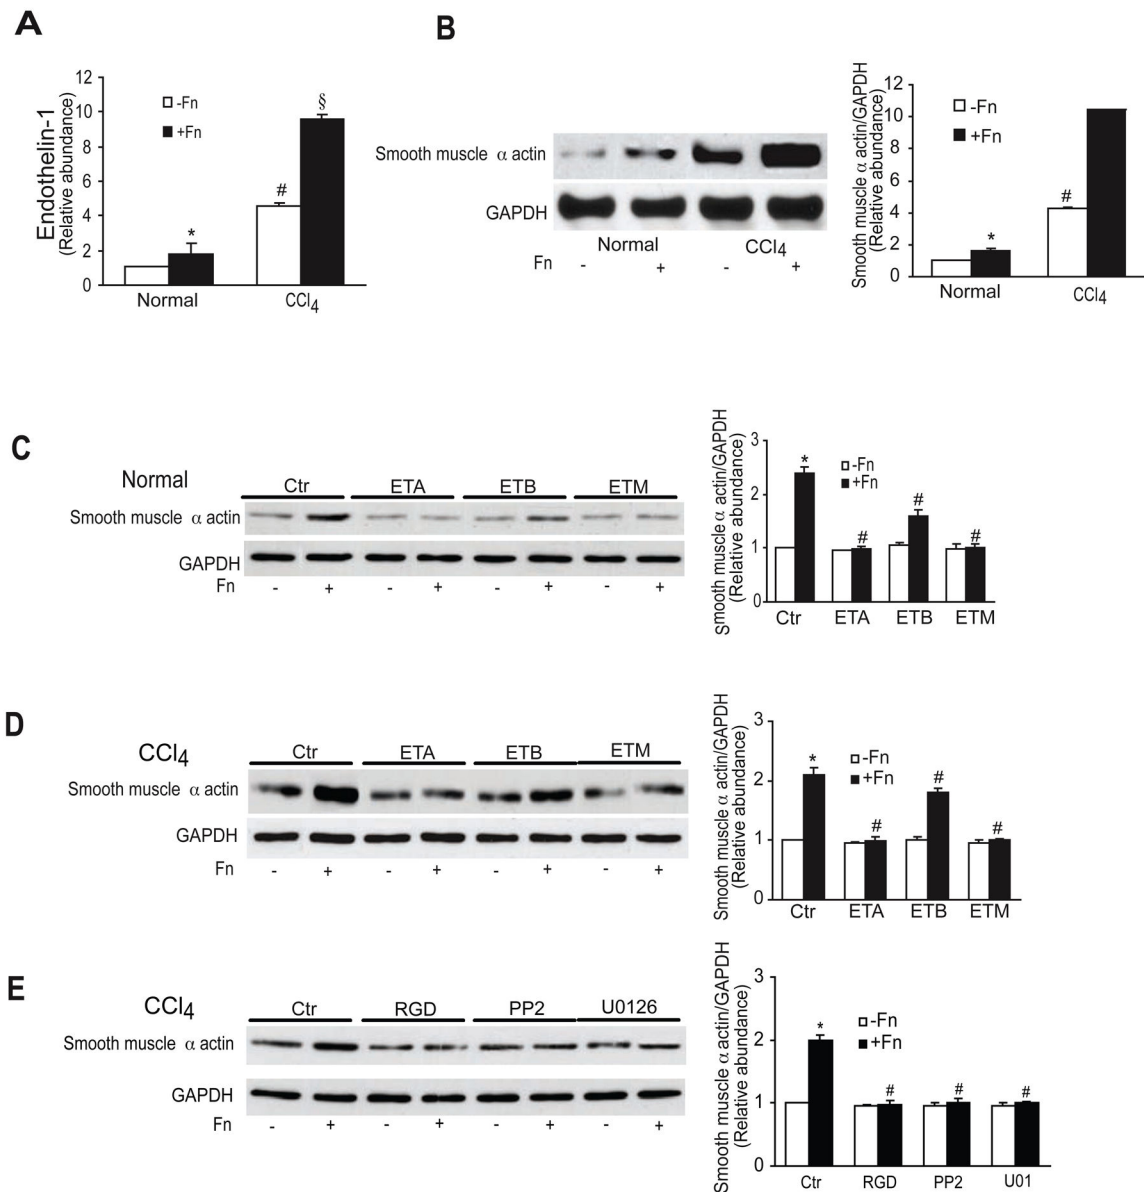 A
Endothelin-1
(Relative abundance)
12
10
8
6
4
2
0
-Fn
+Fn
*
#
§
Normal
CCl4
B
Smooth muscle α actin
GAPDH
Normal
CCl4
Fn
-
+
-
+
Smooth muscle α actin/GAPDH
(Relative abundance)
12
10
8
6
4
2
0
-Fn
+Fn
*
#
Normal
CCl4
C
Normal
Ctr
ETA
ETB
ETM
Smooth muscle α actin
GAPDH
Fn
- + - + - + - +
Smooth muscle α actin/GAPDH
(Relative abundance)
3
2
1
0
-Fn
+Fn
*
#
#
#
Ctr
ETA
ETB
ETM
D
CCl4
Ctr
ETA
ETB
ETM
Smooth muscle α actin
GAPDH
Fn
- + - + - + - +
Smooth muscle α actin/GAPDH
(Relative abundance)
3
2
1
0
-Fn
+Fn
*
#
#
#
Ctr
ETA
ETB
ETM
E
CCl4
Ctr
RGD
PP2
U0126
Smooth muscle α actin
GAPDH
Fn
- + - + - + - +
Smooth muscle α actin/GAPDH
(Relative abundance)
3
2
1
0
-Fn
+Fn
*
#
#
#
Ctr
RGD
PP2
U01